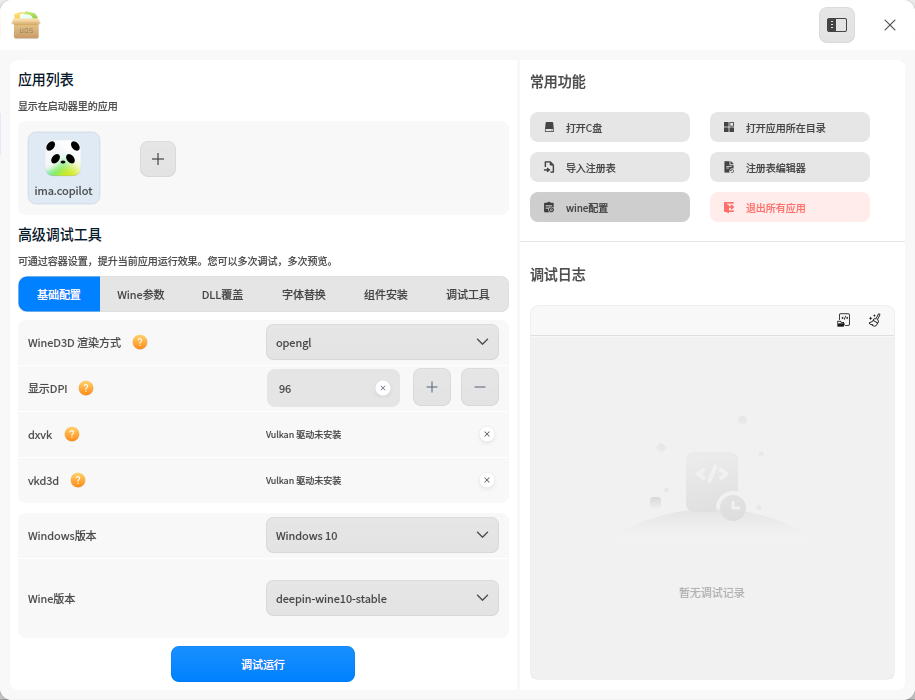 UOS
应用列表
显示在启动器里的应用
ima.copilot
高级调试工具
可通过容器设置，提升当前应用运行效果。您可以多次调试，多次预览。
基础配置 Wine参数 DLL覆盖 字体替换 组件安装 调试工具
WineD3D 渲染方式 ? opengl
显示DPI ? 96
dxvk ? Vulkan 驱动未安装
vkd3d ? Vulkan 驱动未安装
Windows版本 Windows 10
Wine版本 deepin-wine10-stable
调试运行
常用功能
打开C盘 打开应用所在目录
导入注册表 注册表编辑器
wine配置 退出所有应用
调试日志
暂无调试记录